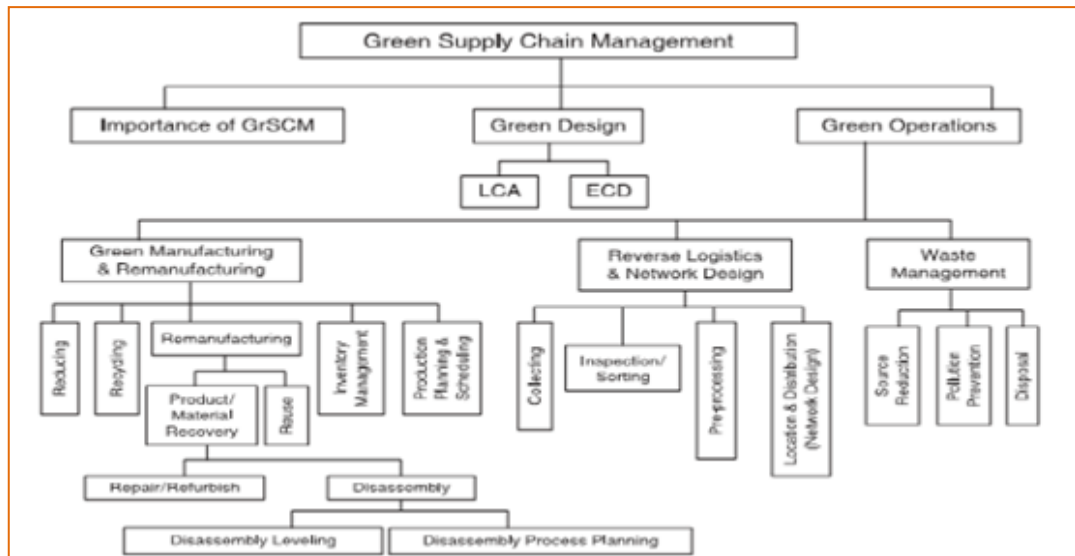 Green Supply Chain Management
Importance of GrSCM
Green Design
Green Operations
LCA
ECD
Green Manufacturing
& Remanufacturing
Reverse Logistics
& Network Design
Waste
Management
Reducing
Recycling
Remanufacturing
Inventory
Managment
Production
Planning &
Scheduling
Collecting
Inspection/
Sorting
Pre-processing
Location & Distribution
(Network Design)
Source
Reduction
Pollution
Prevention
Disposal
Product/
Material
Recovery
Reuse
Repair/Refurbish
Disassembly
Disassembly Leveling
Disassembly Process Planning